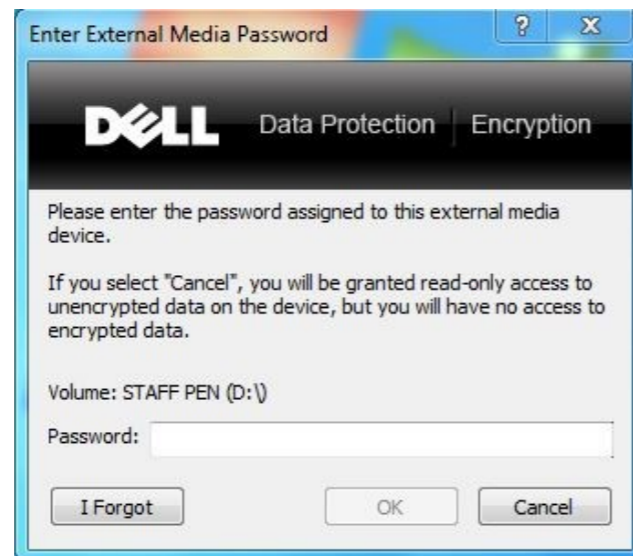 Enter External Media Password
DELL Data Protection Encryption
Please enter the password assigned to this external media
device.
If you select "Cancel", you will be granted read-only access to
unencrypted data on the device, but you will have no access to
encrypted data.
Volume: STAFF PEN (D:\)
Password:
I Forgot OK Cancel